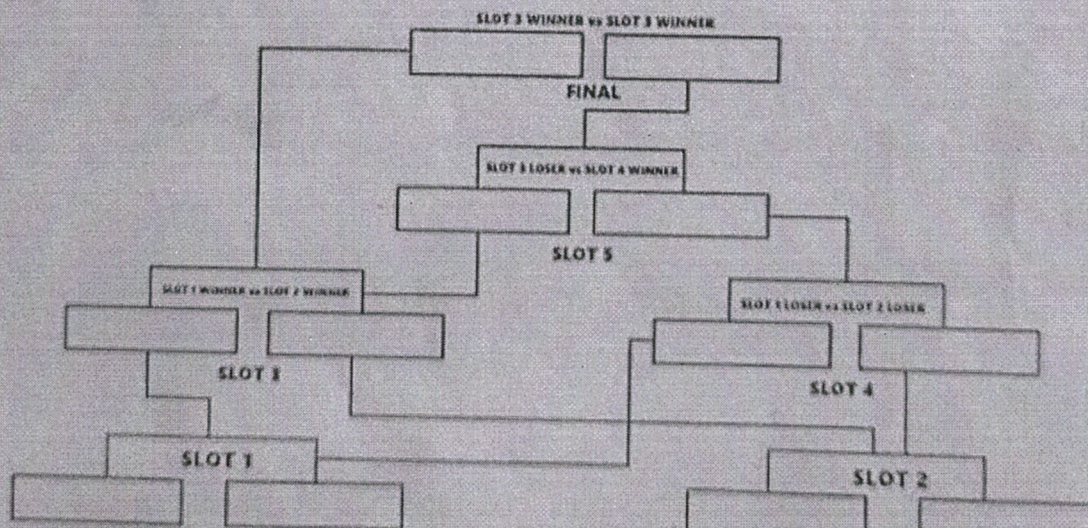 SLOT 3 WINNER vs SLOT 3 WINNER
FINAL
SLOT 3 LOSER vs SLOT 4 WINNER
SLOT 5
SLOT 1 WINNER vs SLOT 2 WINNER
SLOT 1 LOSER vs SLOT 2 LOSER
SLOT 3
SLOT 4
SLOT 1
SLOT 2